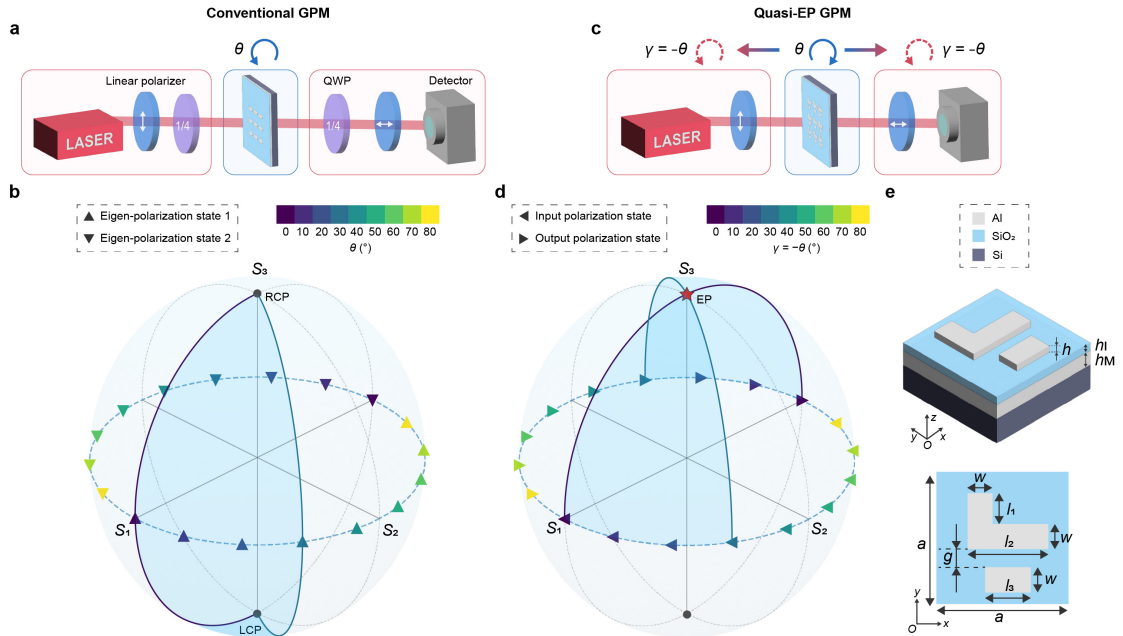 Conventional GPM
Quasi-EP GPM
a
θ
Linear polarizer
QWP
Detector
LASER
1/4
1/4
c
γ = -θ
θ
γ = -θ
LASER
b
Eigen-polarization state 1
Eigen-polarization state 2
0 10 20 30 40 50 60 70 80
θ (°)
S₃
RCP
S₁
S₂
LCP
d
Input polarization state
Output polarization state
0 10 20 30 40 50 60 70 80
γ = −θ (°)
S₃
EP
S₁
S₂
e
Al
SiO₂
Si
h
hI
hM
z
y
x
O
w
l₁
a
l₂
w
g
l₃
w
y
O
x
a